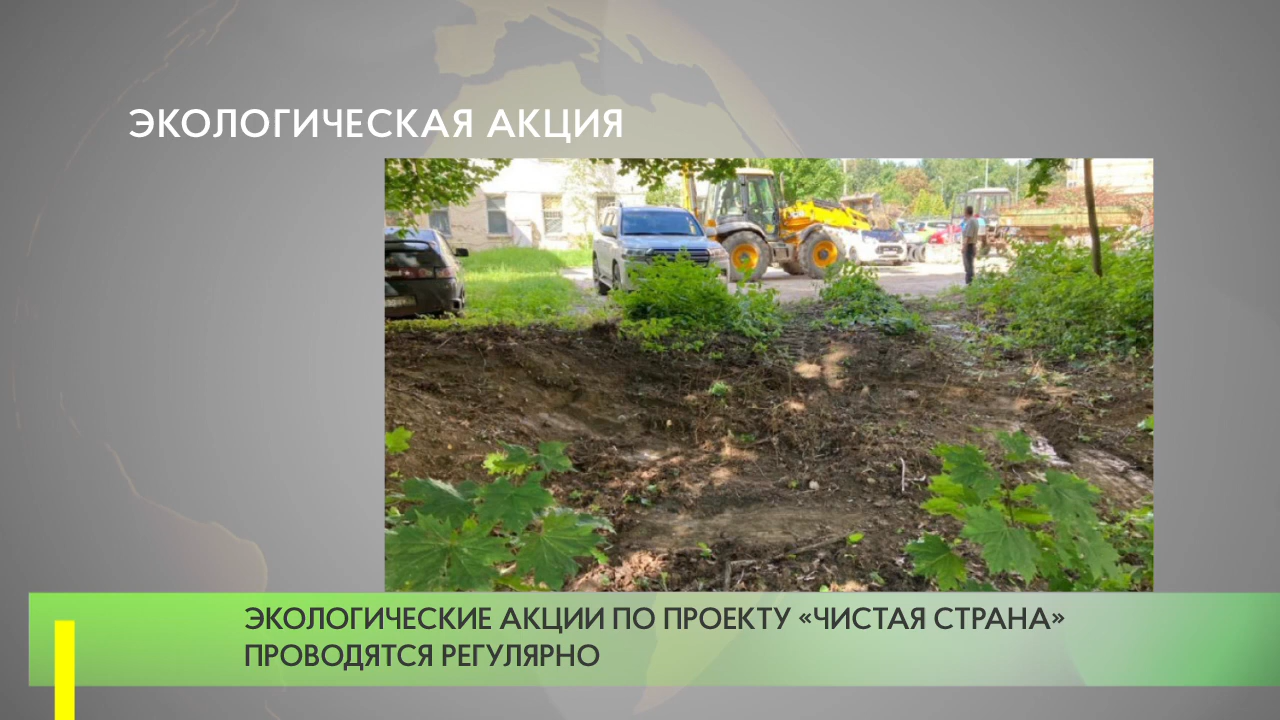 ЭКОЛОГИЧЕСКАЯ АКЦИЯ
ЭКОЛОГИЧЕСКИЕ АКЦИИ ПО ПРОЕКТУ «ЧИСТАЯ СТРАНА»
ПРОВОДЯТСЯ РЕГУЛЯРНО